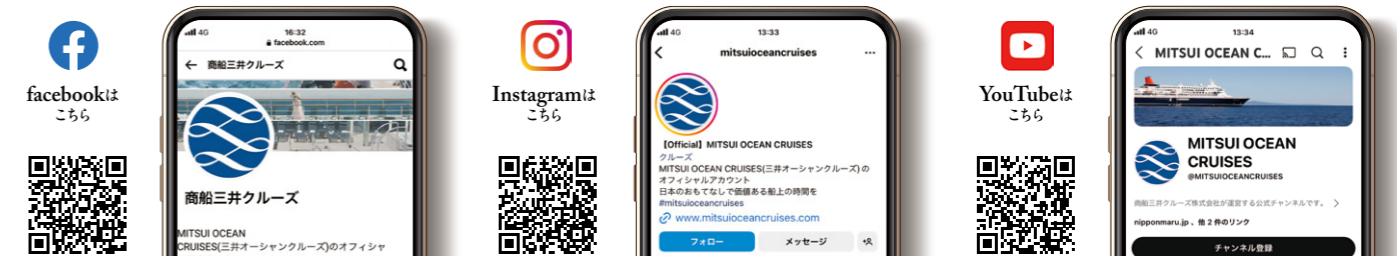 facebookは
こちら
4G
16:32
facebook.com
商船三井クルーズ
商船三井クルーズ
MITSUI OCEAN
CRUISES(三井オーシャンクルーズ)のオフィシャ
Instagramは
こちら
4G
13:33
mitsuioceancruises
【Official】MITSUI OCEAN CRUISES
クルーズ
MITSUI OCEAN CRUISES(三井オーシャンクルーズ) の
オフィシャルアカウント
日本のおもてなしで価値ある船上の時間を
#mitsuioceancruises
www.mitsuioceancruises.com
フォロー
メッセージ
YouTubeは
こちら
4G
13:34
MITSUI OCEAN C...
MITSUI OCEAN
CRUISES
@MITSUIOCEANCRUISES
商船三井クルーズ株式会社が運営する公式チャンネルです。
nipponmaru.jp 、他 2 件のリンク
チャンネル登録